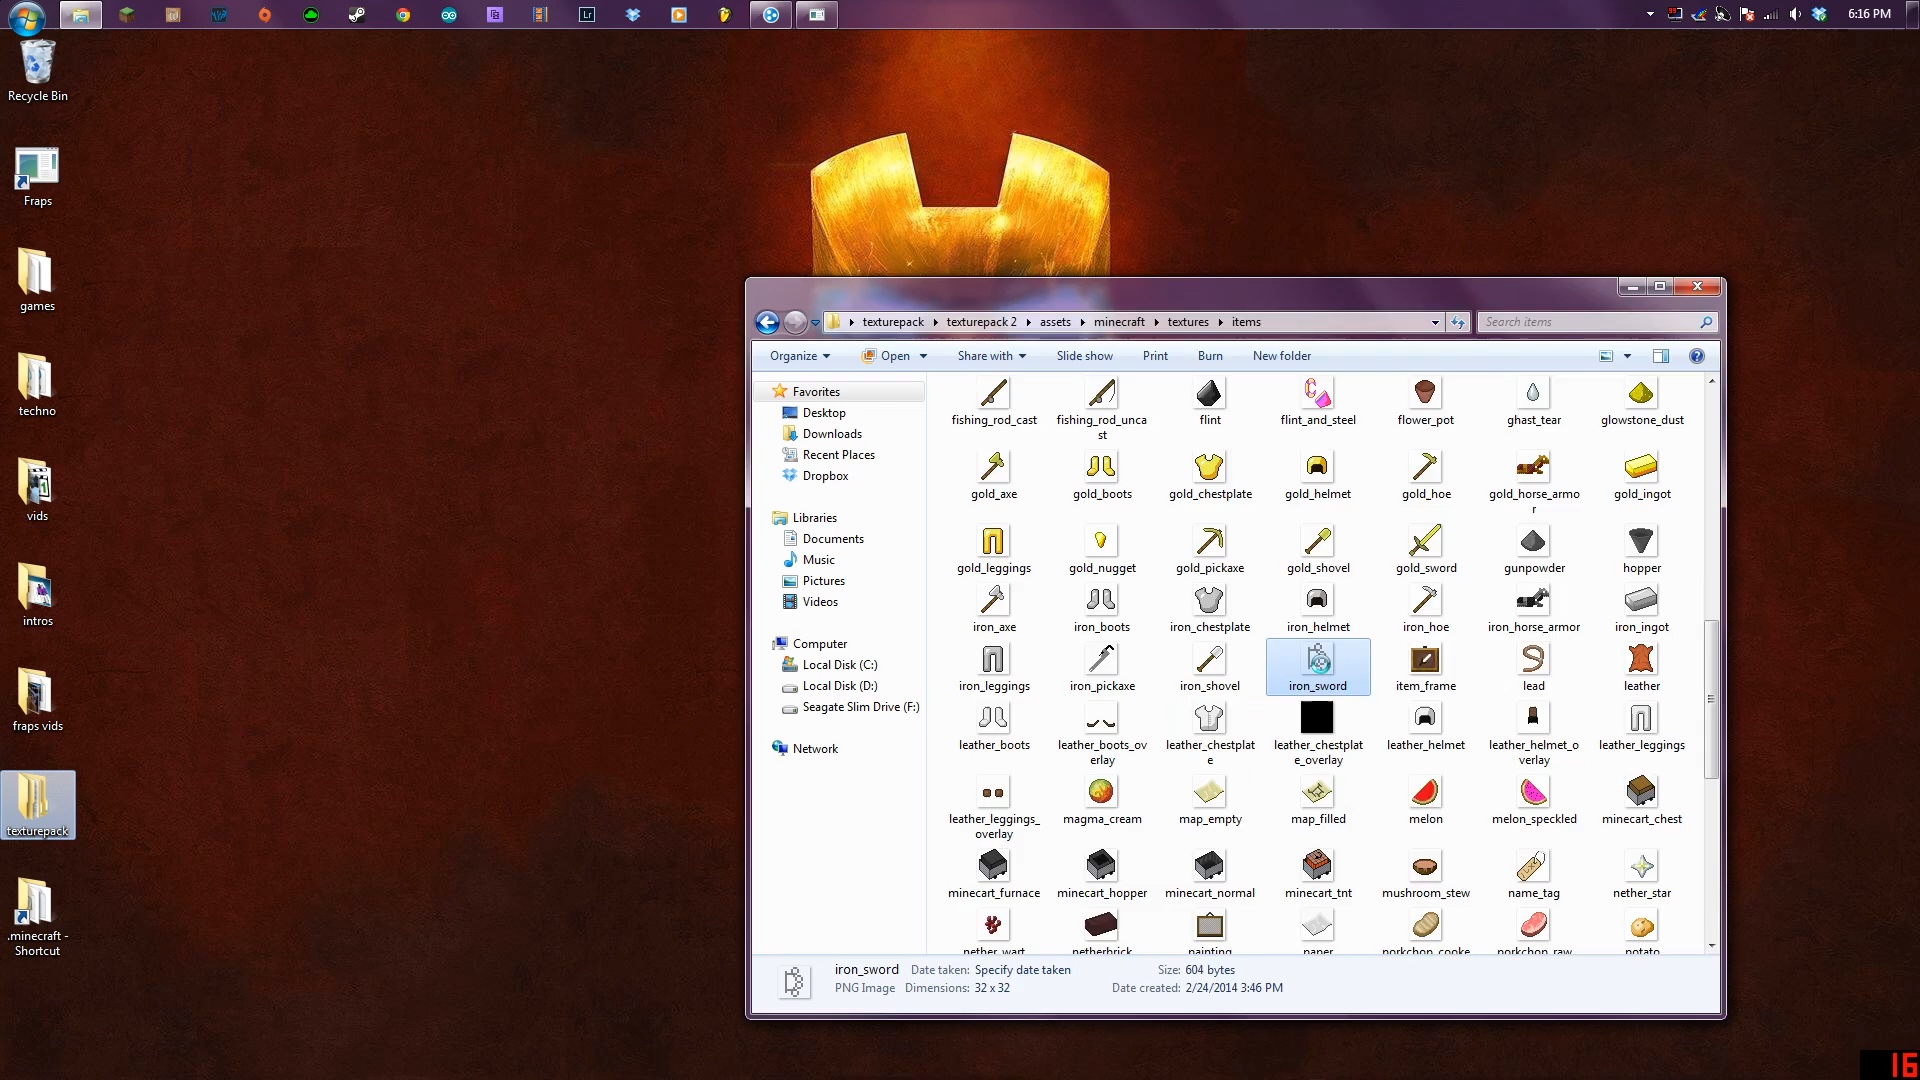 6:16 PM
Recycle Bin
Fraps
games
techno
vids
intros
fraps vids
texturepack
.minecraft -
Shortcut
texturepack
texturepack 2
assets
minecraft
textures
items
Search items
Organize
Open
Share with
Slide show
Print
Burn
New folder
Favorites
Desktop
Downloads
Recent Places
Dropbox
Libraries
Documents
Music
Pictures
Videos
Computer
Local Disk (C:)
Local Disk (D:)
Seagate Slim Drive (F:)
Network
fishing_rod_cast
fishing_rod_unca
st
flint
flint_and_steel
flower_pot
ghast_tear
glowstone_dust
gold_axe
gold_boots
gold_chestplate
gold_helmet
gold_hoe
gold_horse_armo
r
gold_ingot
gold_leggings
gold_nugget
gold_pickaxe
gold_shovel
gold_sword
gunpowder
hopper
iron_axe
iron_boots
iron_chestplate
iron_helmet
iron_hoe
iron_horse_armor
iron_ingot
iron_leggings
iron_pickaxe
iron_shovel
iron_sword
item_frame
lead
leather
leather_boots
leather_boots_ov
erlay
leather_chestplat
e
leather_chestplat
e_overlay
leather_helmet
leather_helmet_o
verlay
leather_leggings
leather_leggings_
overlay
magma_cream
map_empty
map_filled
melon
melon_speckled
minecart_chest
minecart_furnace
minecart_hopper
minecart_normal
minecart_tnt
mushroom_stew
name_tag
nether_star
nether_wart
netherbrick
painting
paper
porkchop_cooke
porkchop_raw
potato
iron_sword
Date taken: Specify date taken
Size: 604 bytes
PNG Image
Dimensions: 32 x 32
Date created: 2/24/2014 3:46 PM
16